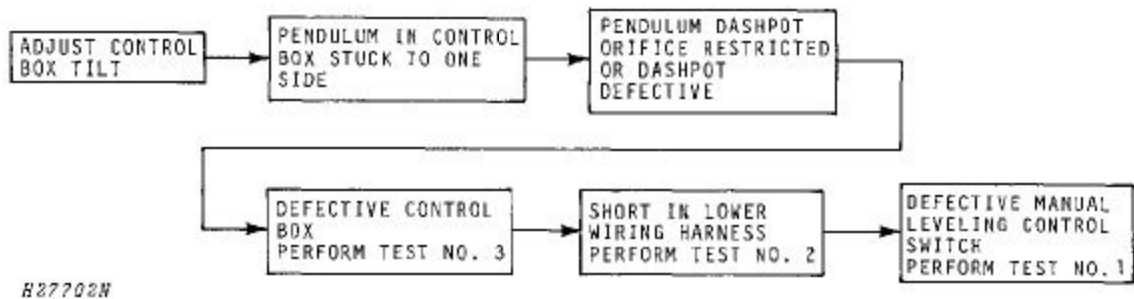 ADJUST CONTROL
BOX TILT
PENDULUM IN CONTROL
BOX STUCK TO ONE
SIDE
PENDULUM DASHPOT
ORIFICE RESTRICTED
OR DASHPOT
DEFECTIVE
DEFECTIVE CONTROL
BOX
PERFORM TEST NO. 3
SHORT IN LOWER
WIRING HARNESS
PERFORM TEST NO. 2
DEFECTIVE MANUAL
LEVELING CONTROL
SWITCH
PERFORM TEST NO. 1
H27702N